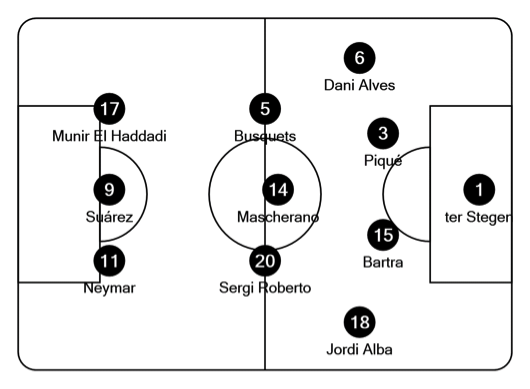 6
Dani Alves
17
Munir El Haddadi
5
Busquets
3
Piqué
9
Suárez
14
Mascherano
1
ter Stegen
11
Neymar
20
Sergi Roberto
15
Bartra
18
Jordi Alba